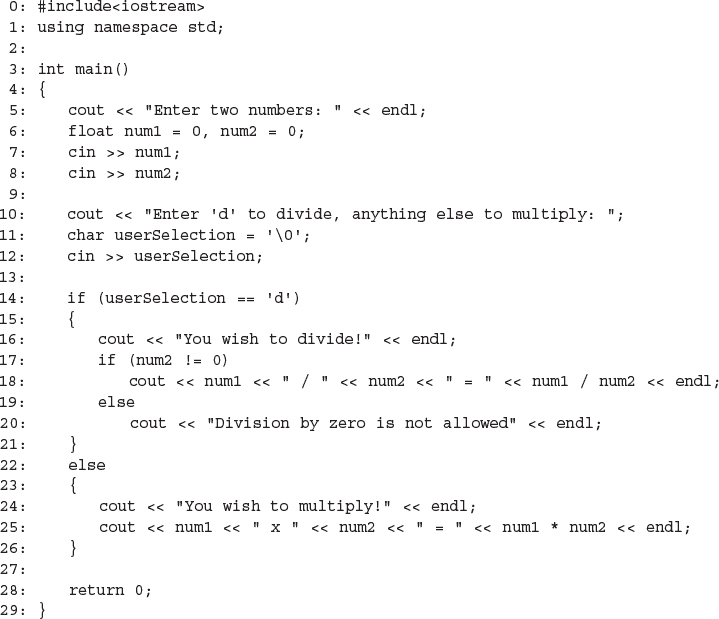 0: #include<iostream>
1: using namespace std;
2:
3: int main()
4: {
5:    cout << "Enter two numbers: " << endl;
6:    float num1 = 0, num2 = 0;
7:    cin >> num1;
8:    cin >> num2;
9:
10:    cout << "Enter 'd' to divide, anything else to multiply: ";
11:    char userSelection = '\0';
12:    cin >> userSelection;
13:
14:    if (userSelection == 'd')
15:    {
16:       cout << "You wish to divide!" << endl;
17:       if (num2 != 0)
18:          cout << num1 << " / " << num2 << " = " << num1 / num2 << endl;
19:       else
20:          cout << "Division by zero is not allowed" << endl;
21:    }
22:    else
23:    {
24:       cout << "You wish to multiply!" << endl;
25:       cout << num1 << " x " << num2 << " = " << num1 * num2 << endl;
26:    }
27:
28:    return 0;
29: }